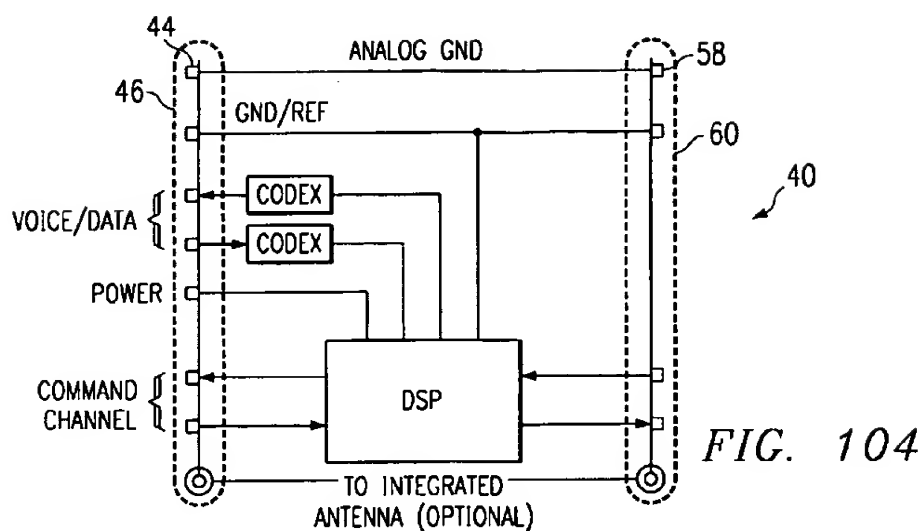 44
ANALOG GND
58
46
GND/REF
60
CODEX
40
VOICE/DATA
CODEX
POWER
COMMAND
CHANNEL
DSP
FIG. 104
TO INTEGRATED
ANTENNA (OPTIONAL)